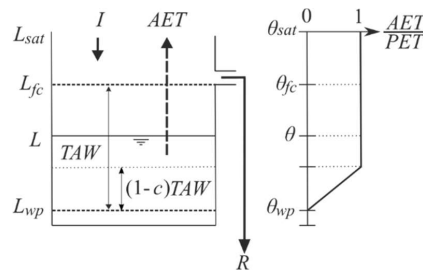 L_sat
I
AET
L_fc
L
TAW
(1-c)TAW
L_wp
R
0
1
AET
PET
θ_sat
θ_fc
θ
θ_wp